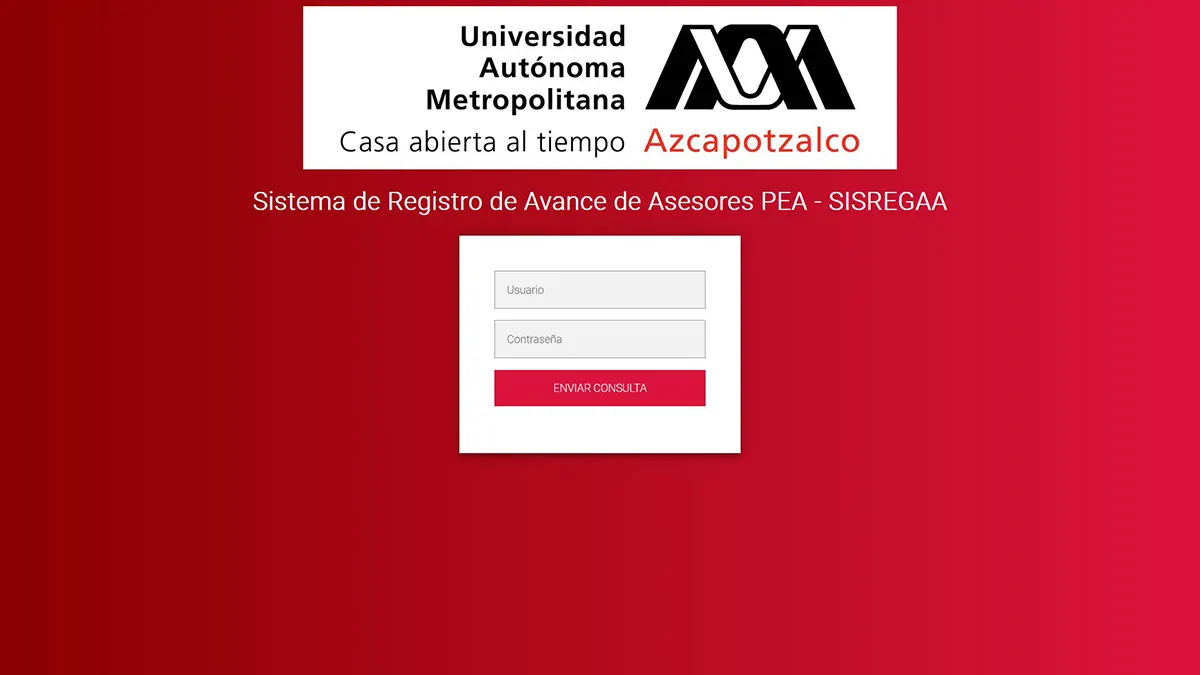 Universidad
Autónoma
Metropolitana
Casa abierta al tiempo
Azcapotzalco
Sistema de Registro de Avance de Asesores PEA - SISREGAA
Usuario
Contraseña
ENVIAR CONSULTA